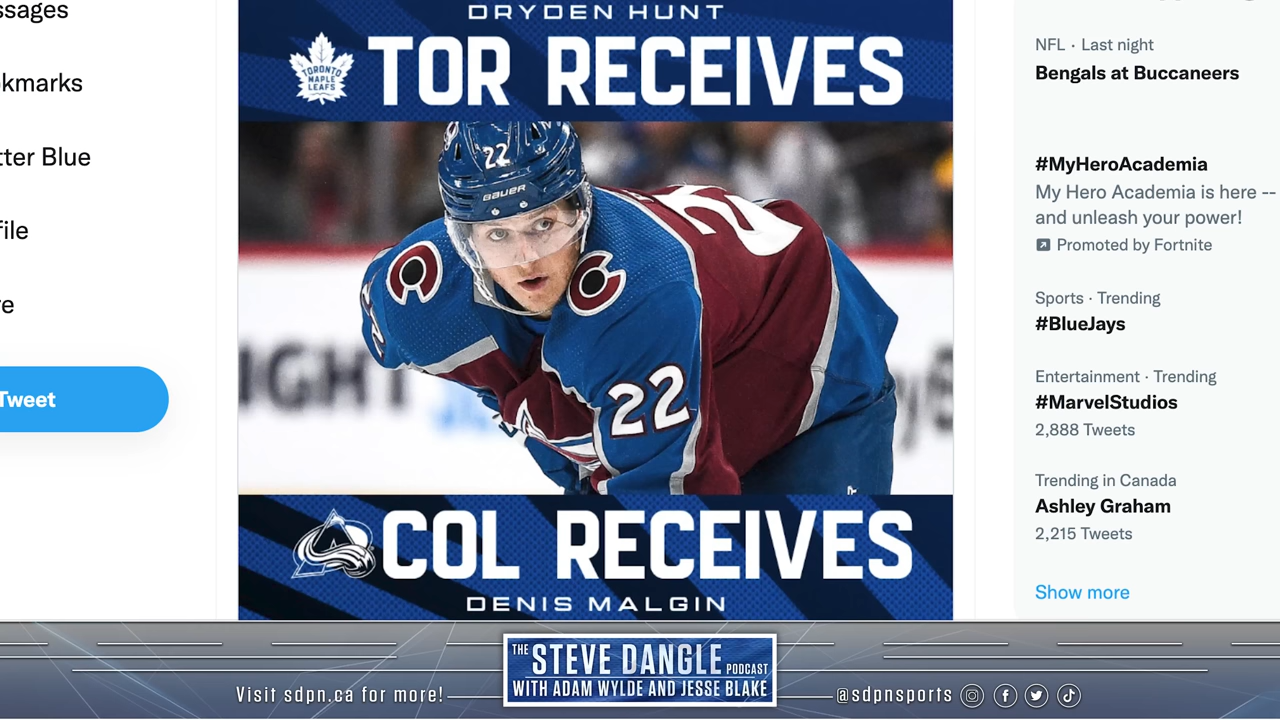 ssages
kmarks
tter Blue
file
e
Tweet
DRYDEN HUNT
TORONTO
MAPLE
LEAFS
TOR RECEIVES
22
BAUER
22
IGHT
COL RECEIVES
DENIS MALGIN
NFL · Last night
Bengals at Buccaneers
#MyHeroAcademia
My Hero Academia is here --
and unleash your power!
Promoted by Fortnite
Sports · Trending
#BlueJays
Entertainment · Trending
#MarvelStudios
2,888 Tweets
Trending in Canada
Ashley Graham
2,215 Tweets
Show more
Visit sdpn.ca for more!
THE STEVE DANGLE PODCAST
WITH ADAM WYLDE AND JESSE BLAKE
@sdpnsports